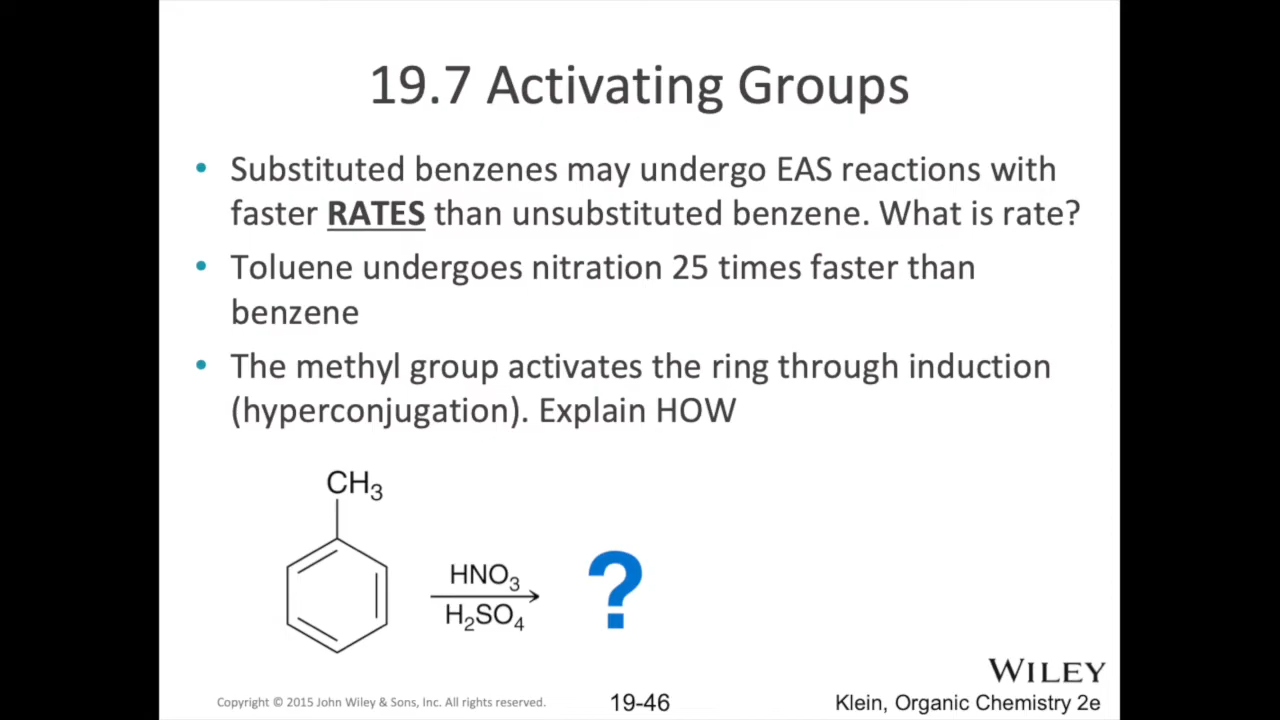 19.7 Activating Groups
• Substituted benzenes may undergo EAS reactions with
faster RATES than unsubstituted benzene. What is rate?
• Toluene undergoes nitration 25 times faster than
benzene
• The methyl group activates the ring through induction
(hyperconjugation). Explain HOW
CH₃
HNO₃
H₂SO₄
?
WILEY
Copyright © 2015 John Wiley & Sons, Inc. All rights reserved.
19-46
Klein, Organic Chemistry 2e